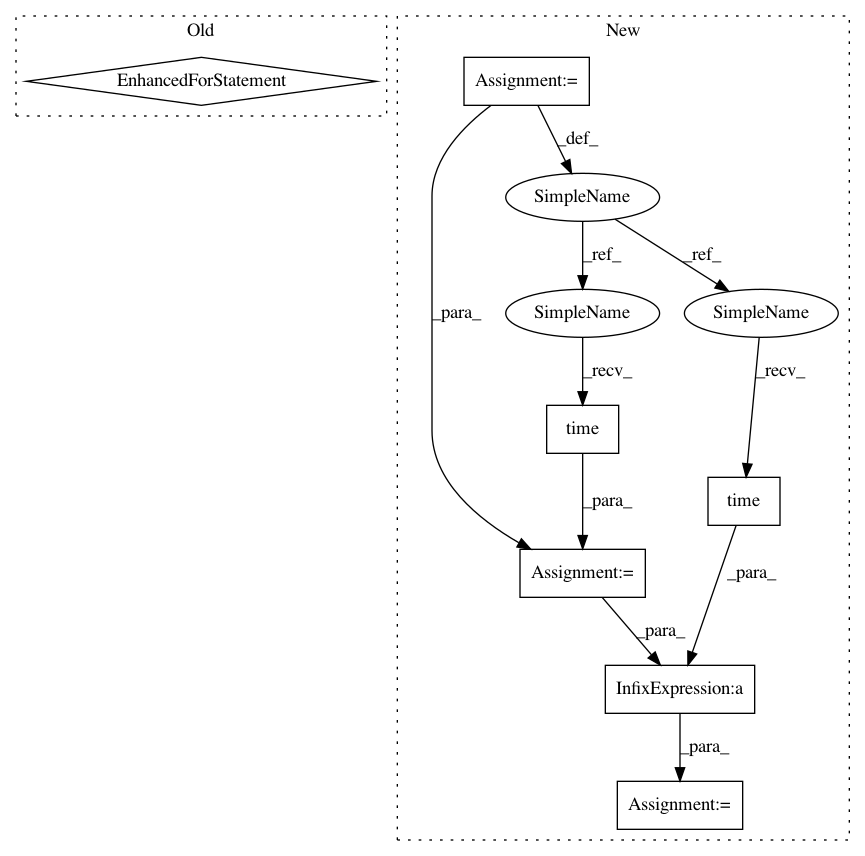 Old
New
EnhancedForStatement
Assignment:=
_def_
SimpleName
_ref_
_ref_
_para_
SimpleName
SimpleName
_recv_
_recv_
time
time
_para_
_para_
Assignment:=
_para_
InfixExpression:a
_para_
Assignment:=